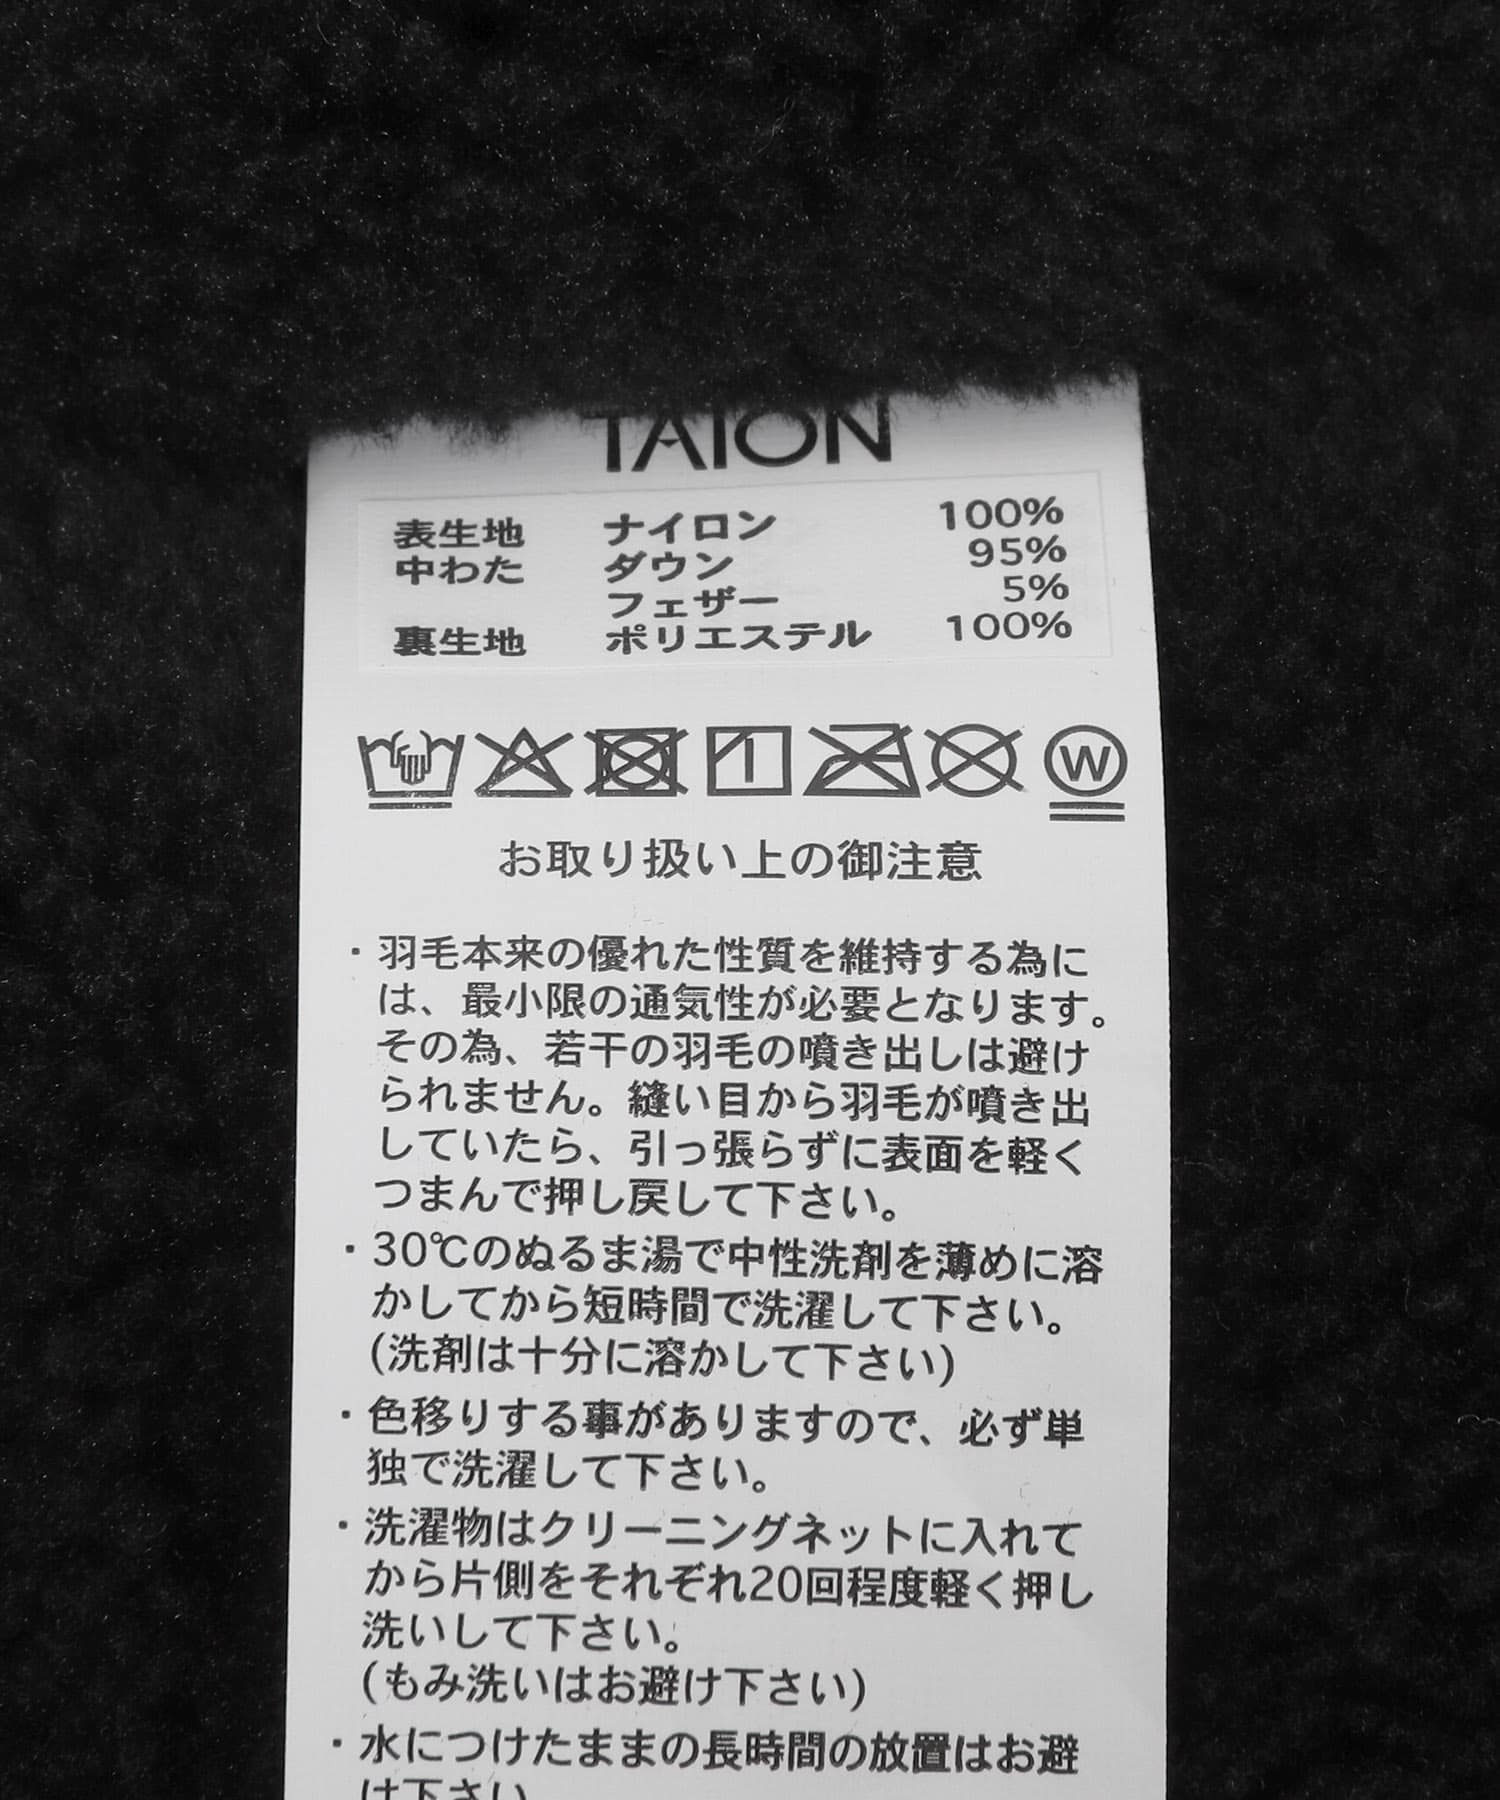 TAION
表生地 ナイロン 100%
中わた ダウン 95%
フェザー 5%
裏生地 ポリエステル 100%
W
お取り扱い上の御注意
・羽毛本来の優れた性質を維持する為に
は、最小限の通気性が必要となります。
その為、若干の羽毛の噴き出しは避け
られません。縫い目から羽毛が噴き出
していたら、引っ張らずに表面を軽く
つまんで押し戻して下さい。
・30℃のぬるま湯で中性洗剤を薄めに溶
かしてから短時間で洗濯して下さい。
(洗剤は十分に溶かして下さい)
・色移りする事がありますので、必ず単
独で洗濯して下さい。
・洗濯物はクリーニングネットに入れて
から片側をそれぞれ20回程度軽く押し
洗いして下さい。
(もみ洗いはお避け下さい)
・水につけたままの長時間の放置はお避
け下さい